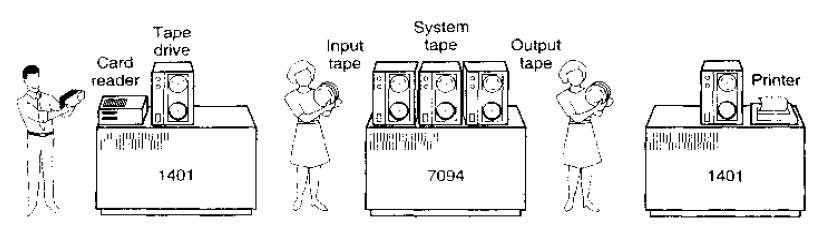 Tape
drive
Card
reader
1401
Input
tape
System
tape
Output
tape
7094
Printer
1401